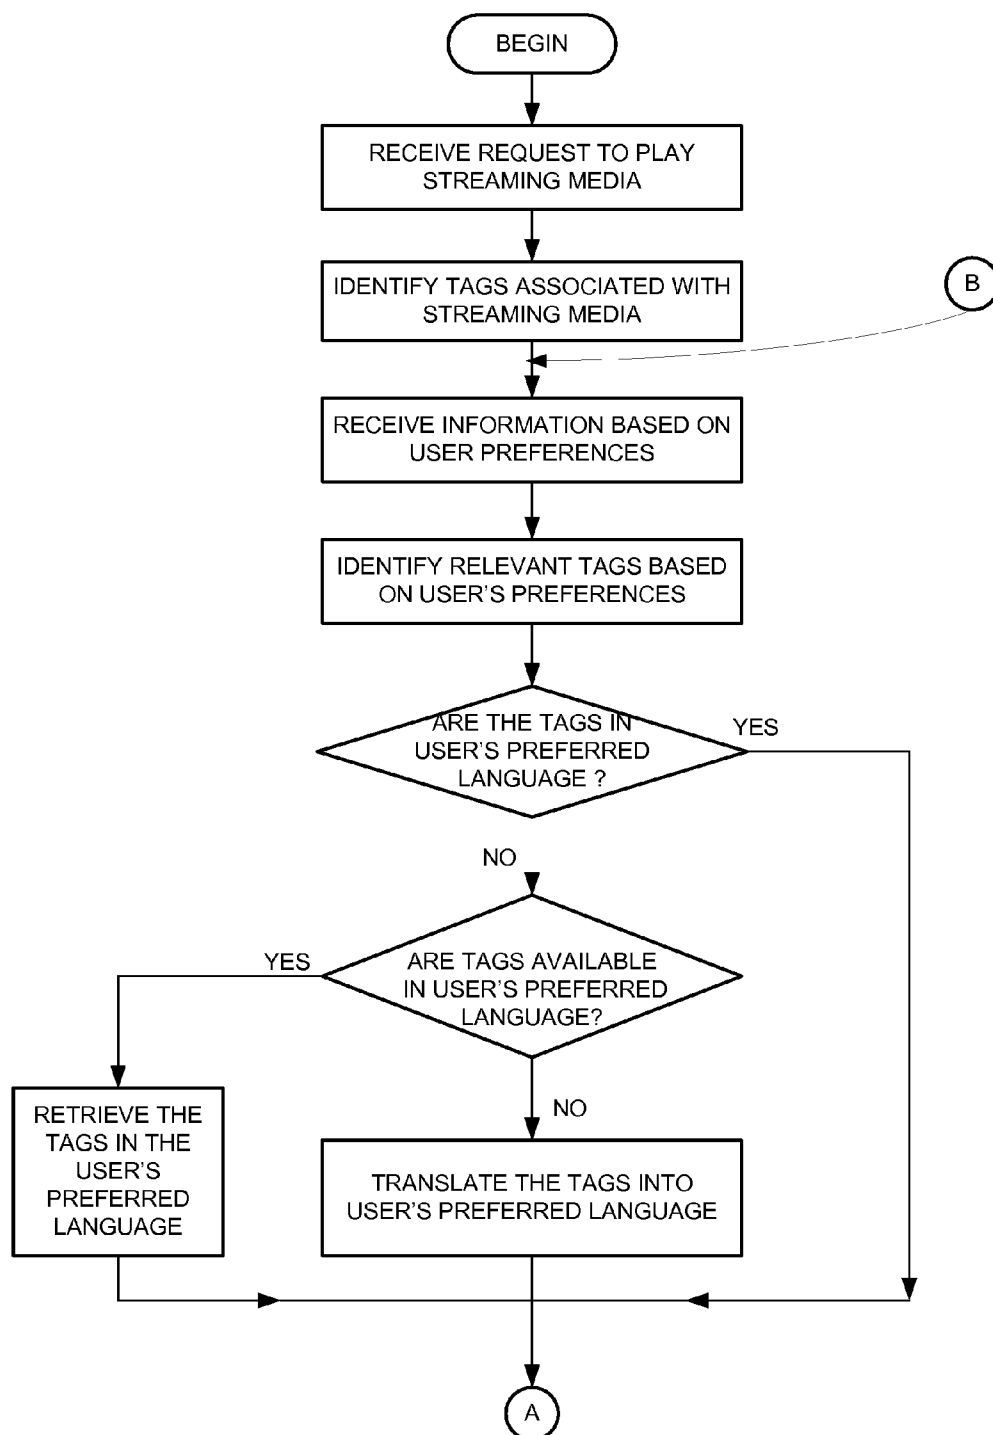 BEGIN
RECEIVE REQUEST TO PLAY
STREAMING MEDIA
IDENTIFY TAGS ASSOCIATED WITH
STREAMING MEDIA
B
RECEIVE INFORMATION BASED ON
USER PREFERENCES
IDENTIFY RELEVANT TAGS BASED
ON USER'S PREFERENCES
ARE THE TAGS IN
USER'S PREFERRED
LANGUAGE ?
YES
NO
YES
ARE TAGS AVAILABLE
IN USER'S PREFERRED
LANGUAGE?
NO
RETRIEVE THE
TAGS IN THE
USER'S
PREFERRED
LANGUAGE
TRANSLATE THE TAGS INTO
USER'S PREFERRED LANGUAGE
A